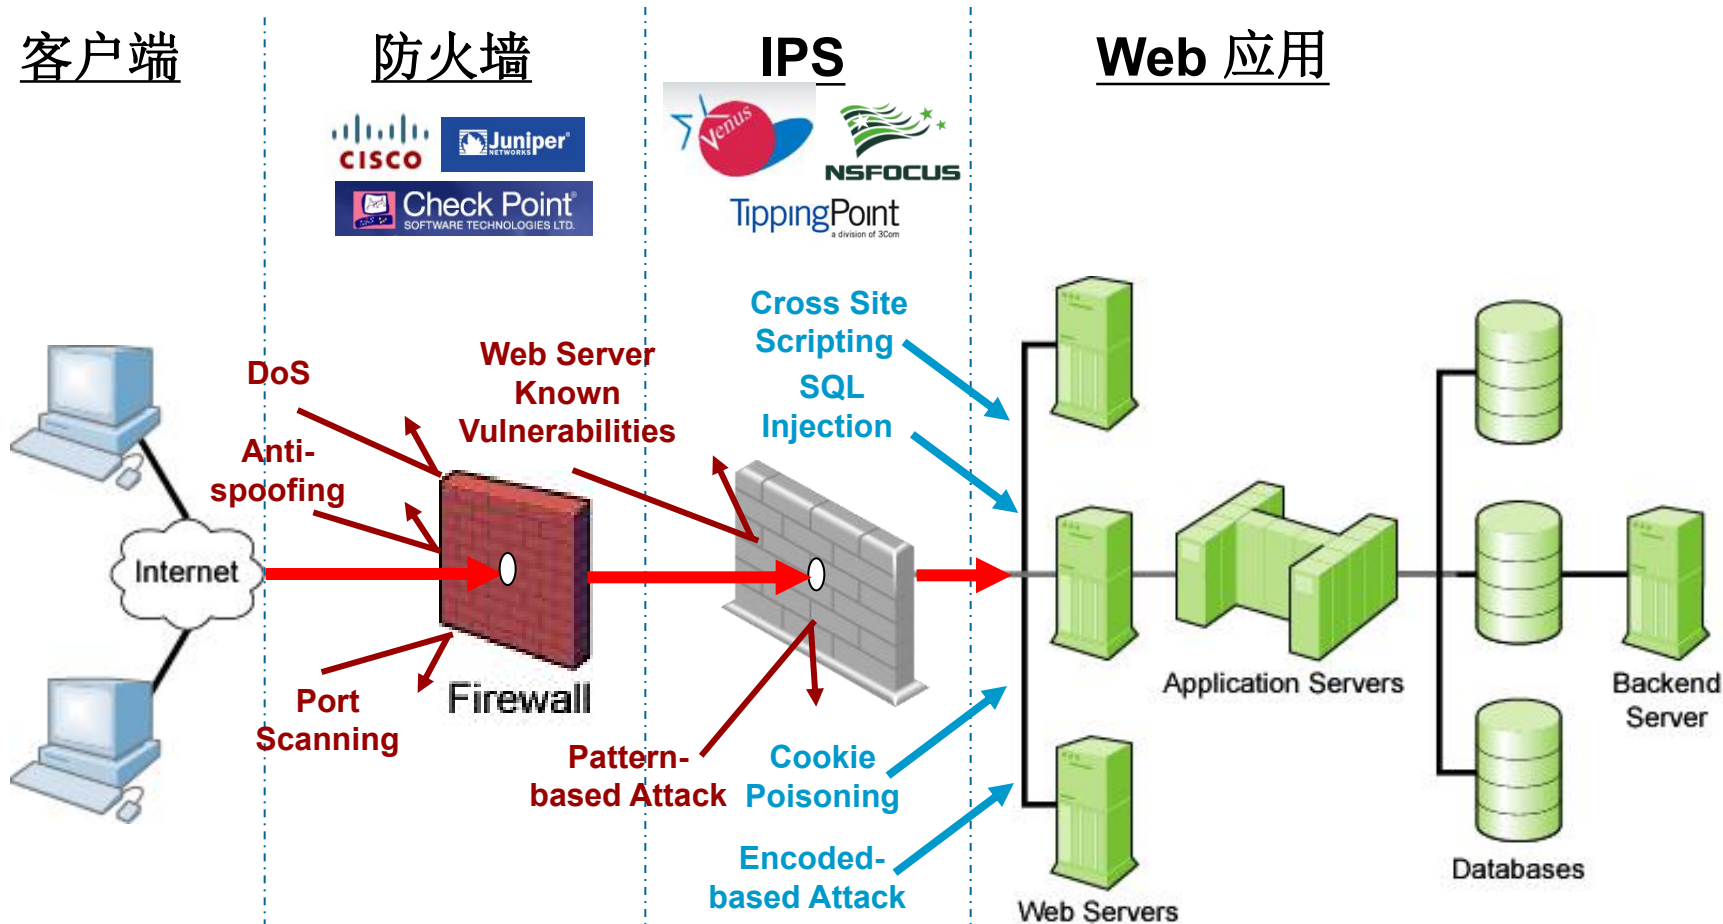 客户端
防火墙
IPS
Web 应用
CISCO
Juniper
NETWORKS
Check Point
SOFTWARE TECHNOLOGIES LTD.
Venus
NSFOCUS
TippingPoint
a division of 3Com
DoS
Anti-
spoofing
Port
Scanning
Internet
Firewall
Web Server
Known
Vulnerabilities
Pattern-
based Attack
Cross Site
Scripting
SQL
Injection
Cookie
Poisoning
Encoded-
based Attack
Web Servers
Application Servers
Databases
Backend
Server